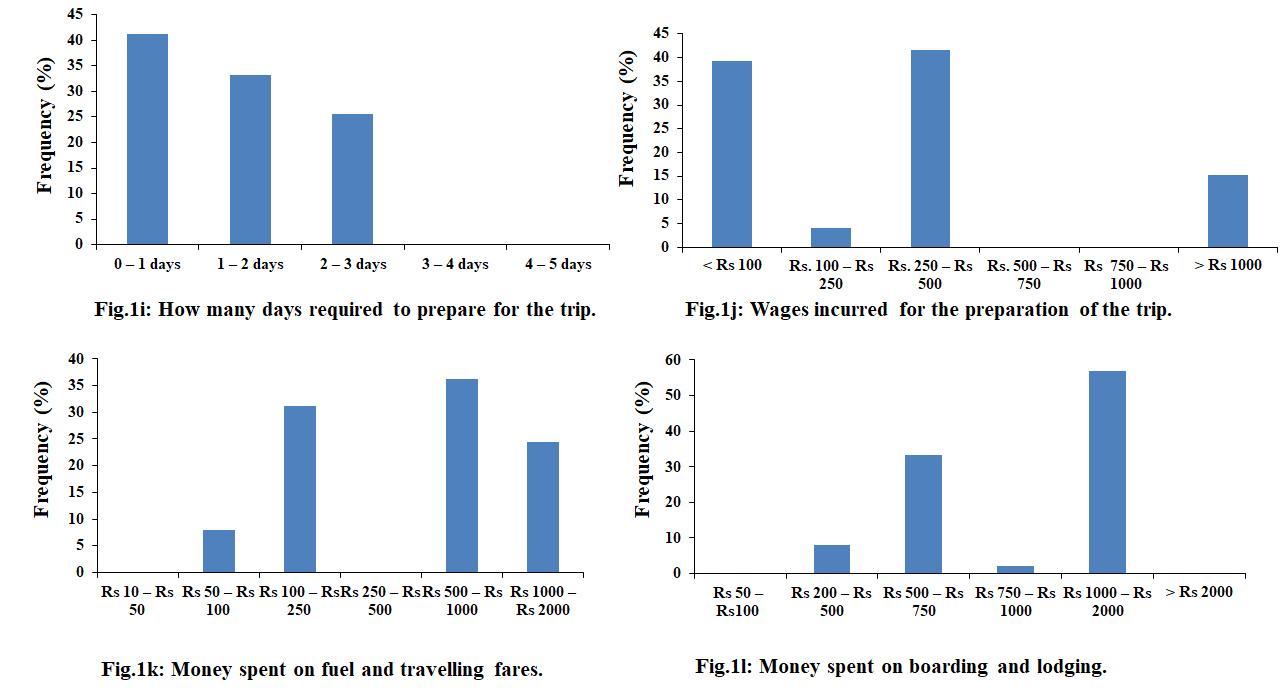 45
40
35
30
25
20
15
10
5
0
Frequency (%)
0 – 1 days 1 – 2 days 2 – 3 days 3 – 4 days 4 – 5 days
Fig.1i: How many days required to prepare for the trip.
45
40
35
30
25
20
15
10
5
0
Frequency (%)
< Rs 100 Rs. 100 – Rs Rs. 250 – Rs Rs. 500 – Rs Rs 750 – Rs > Rs 1000
250 500 750 1000
Fig.1j: Wages incurred for the preparation of the trip.
40
35
30
25
20
15
10
5
0
Frequency (%)
Rs 10 – Rs Rs 50 – Rs Rs 100 – Rs Rs 250 – Rs Rs 500 – Rs Rs 1000 –
50 100 250 500 1000 Rs 2000
Fig.1k: Money spent on fuel and travelling fares.
60
50
40
30
20
10
0
Frequency (%)
Rs 50 – Rs 200 – Rs Rs 500 – Rs Rs 750 – Rs Rs 1000 – Rs > Rs 2000
Rs100 500 750 1000 2000
Fig.1l: Money spent on boarding and lodging.